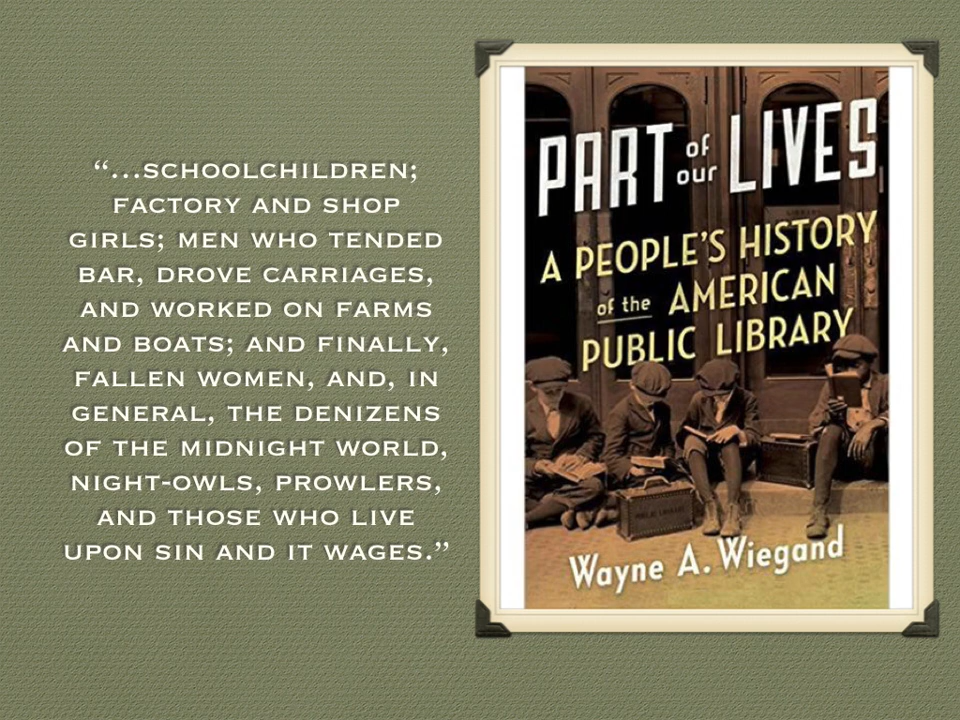 “...SCHOOLCHILDREN;
FACTORY AND SHOP
GIRLS; MEN WHO TENDED
BAR, DROVE CARRIAGES,
AND WORKED ON FARMS
AND BOATS; AND FINALLY,
FALLEN WOMEN, AND, IN
GENERAL, THE DENIZENS
OF THE MIDNIGHT WORLD,
NIGHT-OWLS, PROWLERS,
AND THOSE WHO LIVE
UPON SIN AND IT WAGES.”
PART of our LIVES
A PEOPLE'S HISTORY
of the AMERICAN
PUBLIC LIBRARY
PUBLIC LIBRARY
Wayne A. Wiegand